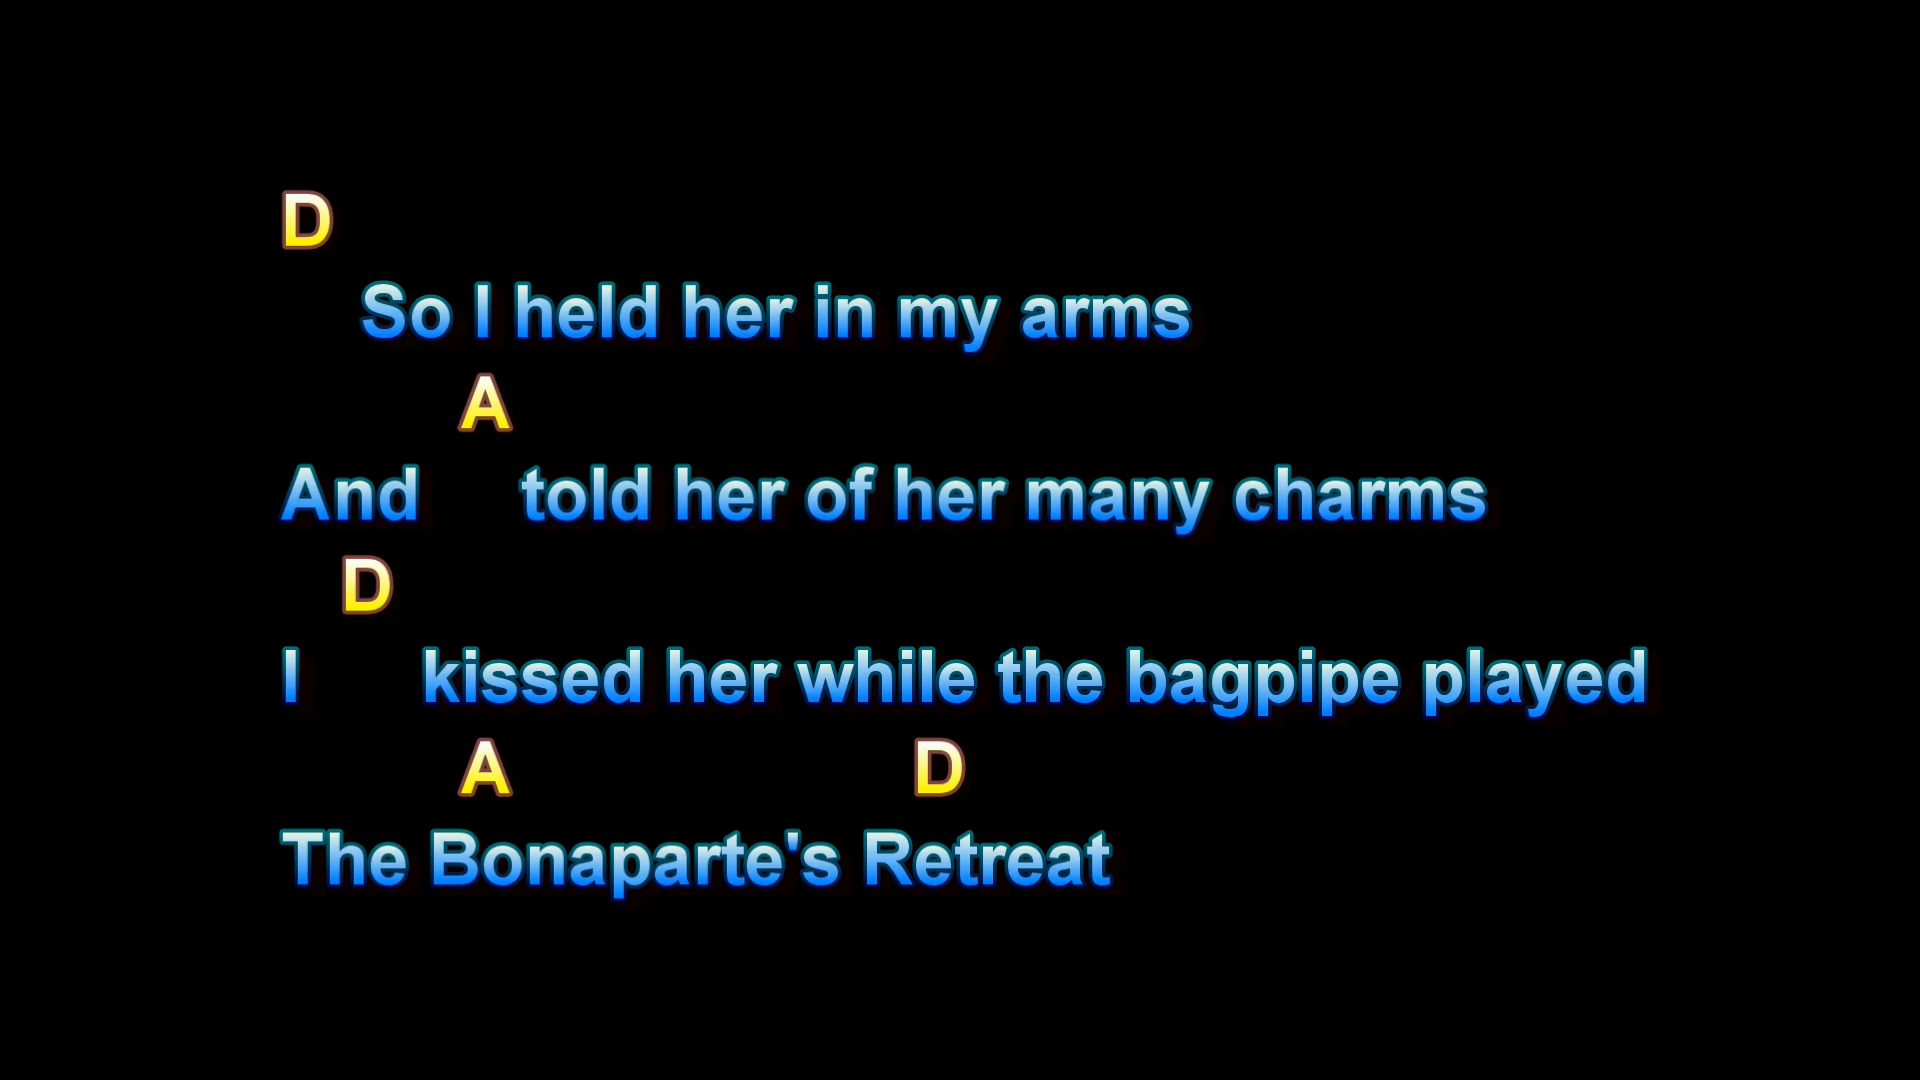 D
So I held her in my arms
A
And told her of her many charms
D
I kissed her while the bagpipe played
A D
The Bonaparte's Retreat